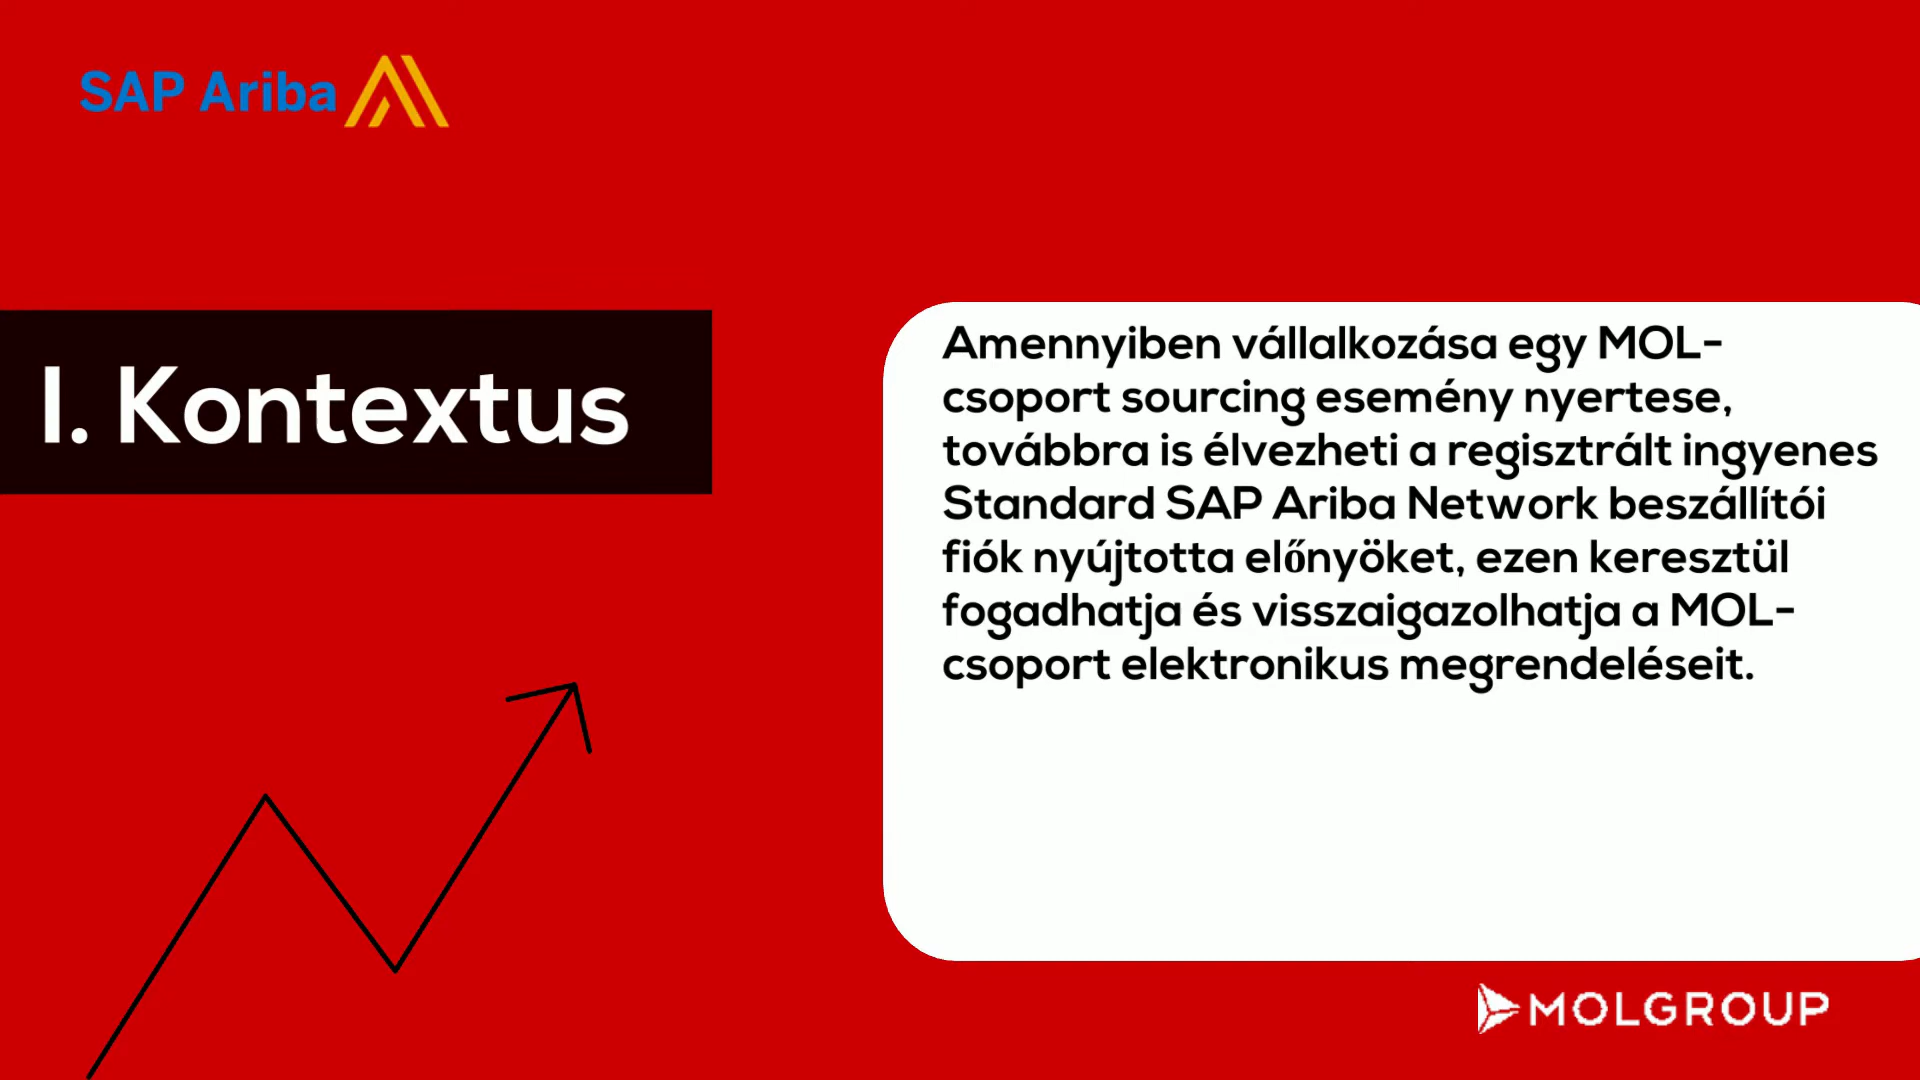 SAP Ariba
I. Kontextus
Amennyiben vállalkozása egy MOL-
csoport sourcing esemény nyertese,
továbbra is élvezheti a regisztrált ingyenes
Standard SAP Ariba Network beszállítói
fiók nyújtotta előnyöket, ezen keresztül
fogadhatja és visszaigazolhatja a MOL-
csoport elektronikus megrendeléseit.
MOLGROUP